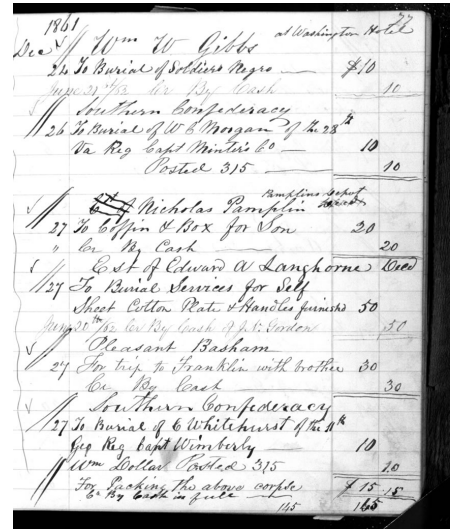 77
1861 at Washington Hotel
Dec Wm W Gibbs
24 To Burial of Soldiers Negro $10
June 21st /62 Cr By Cash 10
Southern Confederacy
26 To Burial of W C Morgan of the 28th
Va Reg Capt Minter's Co 10
Posted 315 10
Pamplins Depot
Nicholas Pamplin
27 To Coffin & Box for Son 20
" Cr By Cash 20
Est of Edward A Langhorne Decd
27 To Burial Services for Self
Sheet Cotton Plate & Handles furnishd 50
June 20th /62 Cr By Cash of J. Gordon 50
Pleasant Basham
27 For trip to Franklin with brother 30
Cr By Cash 30
Southern Confederacy
27 To Burial of C Whitehurst of the 11th
Geo Reg Capt Wimberly 10
Wm Dollar Posted 315 10
For Packing the above corpse $15
Cr By Cash in full 15
145 165